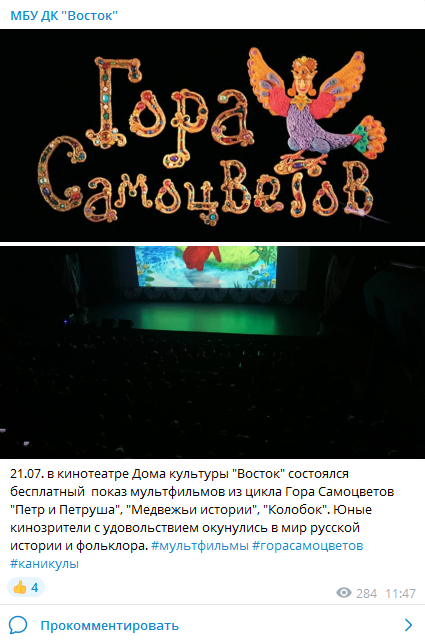 МБУ ДК "Восток"
Гора
Самоцветов
21.07. в кинотеатре Дома культуры "Восток" состоялся
бесплатный показ мультфильмов из цикла Гора Самоцветов
"Петр и Петруша", "Медвежьи истории", "Колобок". Юные
кинозрители с удовольствием окунулись в мир русской
истории и фольклора. #мультфильмы #горасамоцветов
#каникулы
4
284 11:47
Прокомментировать